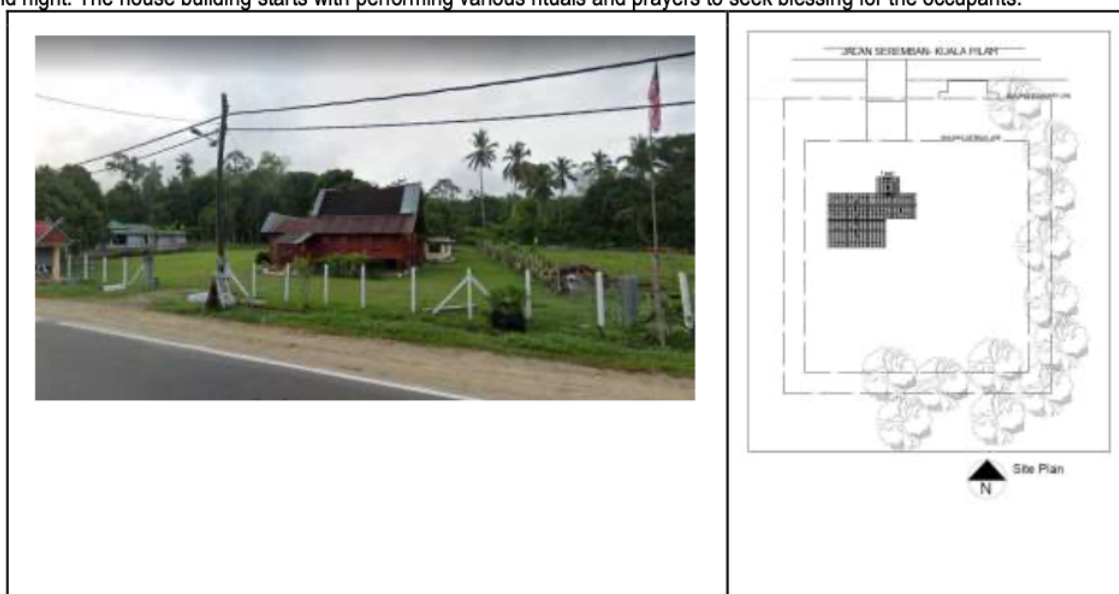 d night. The house building starts with performing various rituals and prayers to seek blessing for the occupants.
JALAN SEREMBAN- KUALA PILAH
Site Plan
N